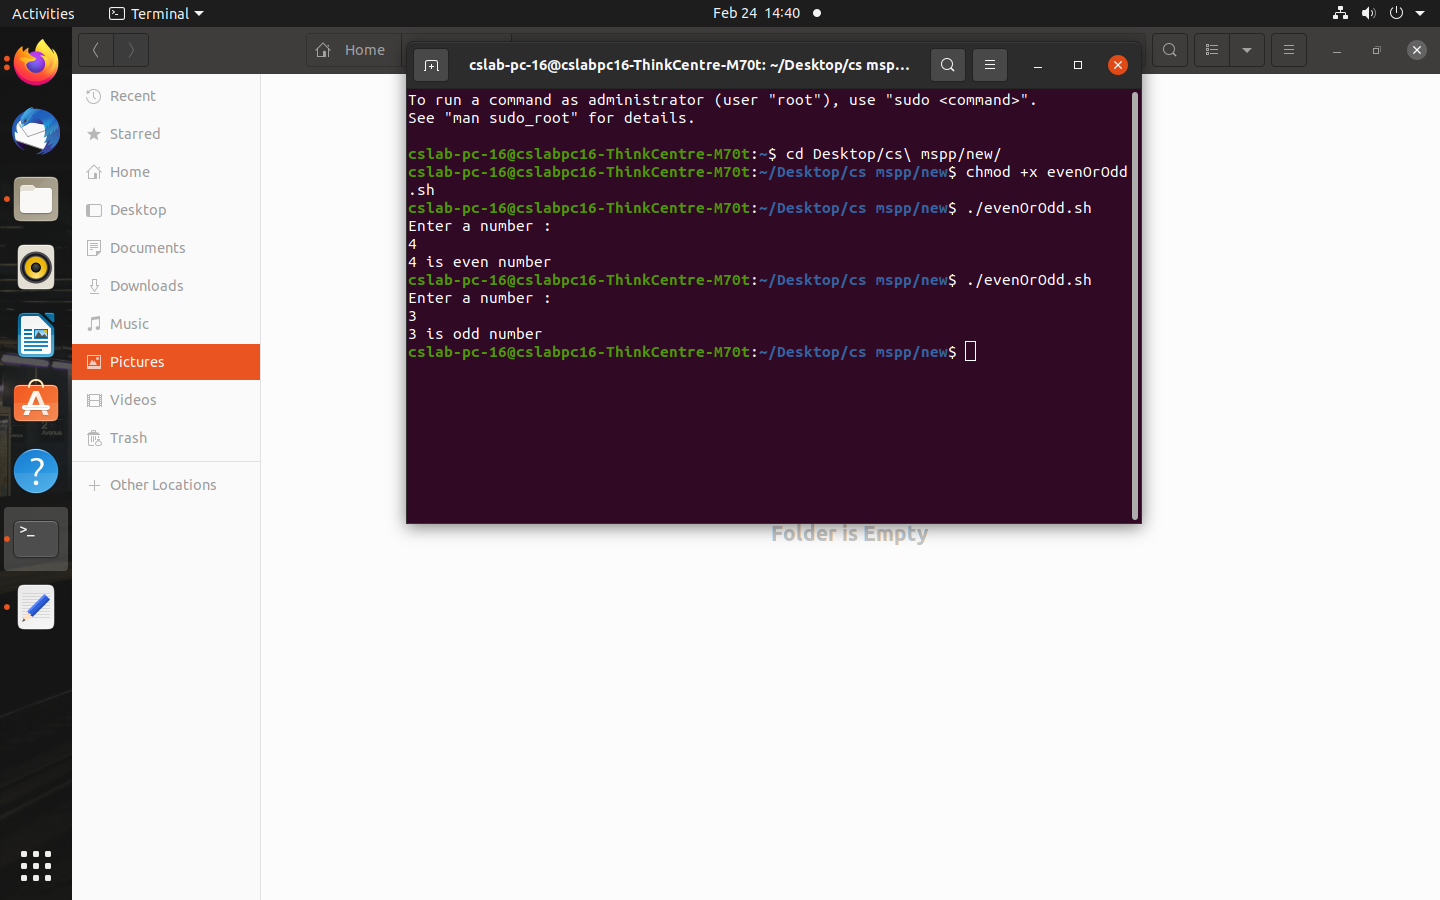 Activities
Terminal
Feb 24 14:40
Home
cslab-pc-16@cslabpc16-ThinkCentre-M70t: ~/Desktop/cs msp...
Recent
Starred
Home
Desktop
Documents
Downloads
Music
Pictures
Videos
Trash
Other Locations
To run a command as administrator (user "root"), use "sudo <command>".
See "man sudo_root" for details.
cslab-pc-16@cslabpc16-ThinkCentre-M70t:~$ cd Desktop/cs\ mspp/new/
cslab-pc-16@cslabpc16-ThinkCentre-M70t:~/Desktop/cs mspp/new$ chmod +x evenOrOdd
.sh
cslab-pc-16@cslabpc16-ThinkCentre-M70t:~/Desktop/cs mspp/new$ ./evenOrOdd.sh
Enter a number :
4
4 is even number
cslab-pc-16@cslabpc16-ThinkCentre-M70t:~/Desktop/cs mspp/new$ ./evenOrOdd.sh
Enter a number :
3
3 is odd number
cslab-pc-16@cslabpc16-ThinkCentre-M70t:~/Desktop/cs mspp/new$
Folder is Empty